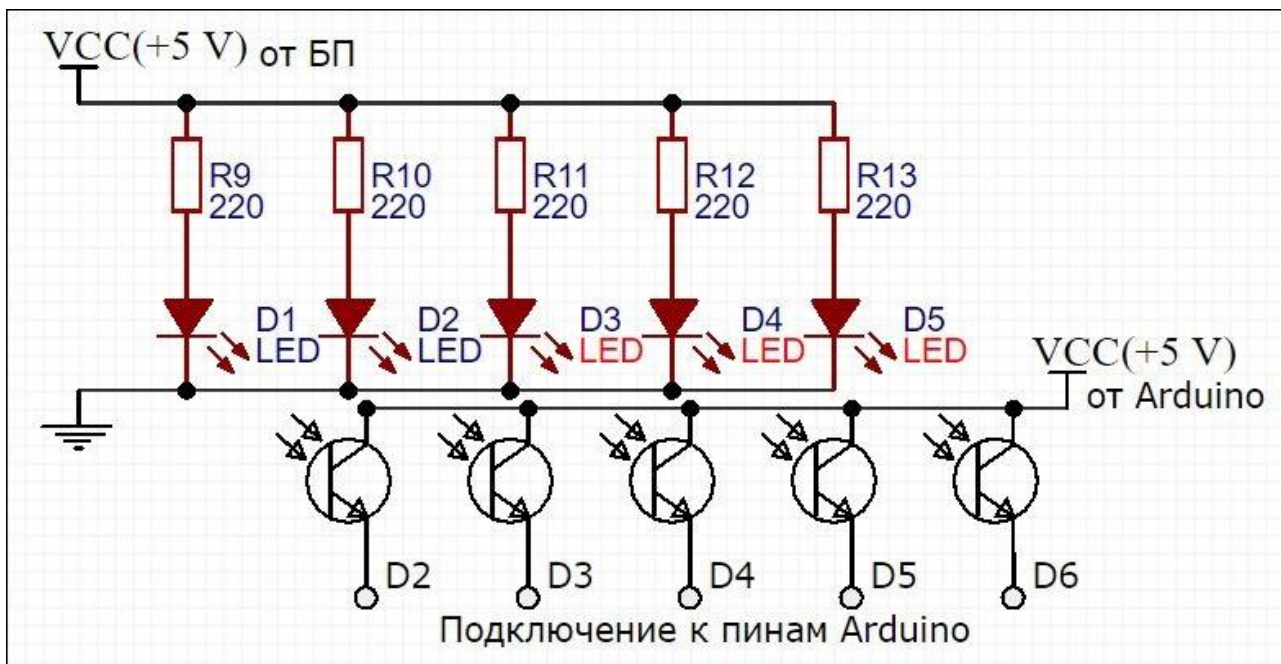 VCC(+5 V) от БП
R9
220
R10
220
R11
220
R12
220
R13
220
D1
LED
D2
LED
D3
LED
D4
LED
D5
LED
VCC(+5 V)
от Arduino
D2
D3
D4
D5
D6
Подключение к пинам Arduino